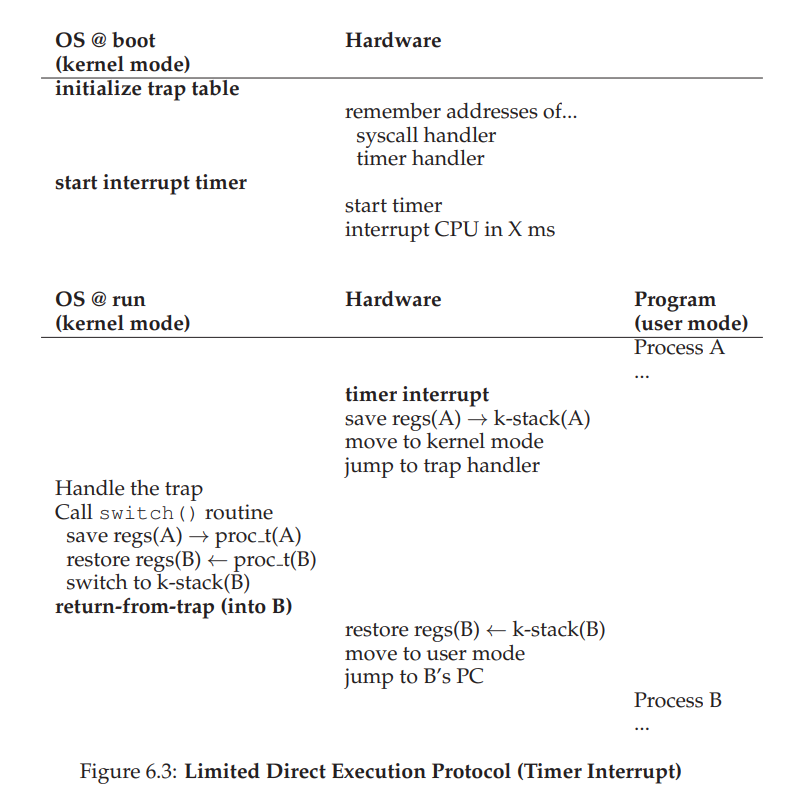 OS @ boot Hardware
(kernel mode)
initialize trap table
remember addresses of...
syscall handler
timer handler
start interrupt timer
start timer
interrupt CPU in X ms
OS @ run Hardware Program
(kernel mode) (user mode)
Process A
...
timer interrupt
save regs(A) → k-stack(A)
move to kernel mode
jump to trap handler
Handle the trap
Call switch() routine
save regs(A) → proc_t(A)
restore regs(B) ← proc_t(B)
switch to k-stack(B)
return-from-trap (into B)
restore regs(B) ← k-stack(B)
move to user mode
jump to B's PC
Process B
...
Figure 6.3: Limited Direct Execution Protocol (Timer Interrupt)